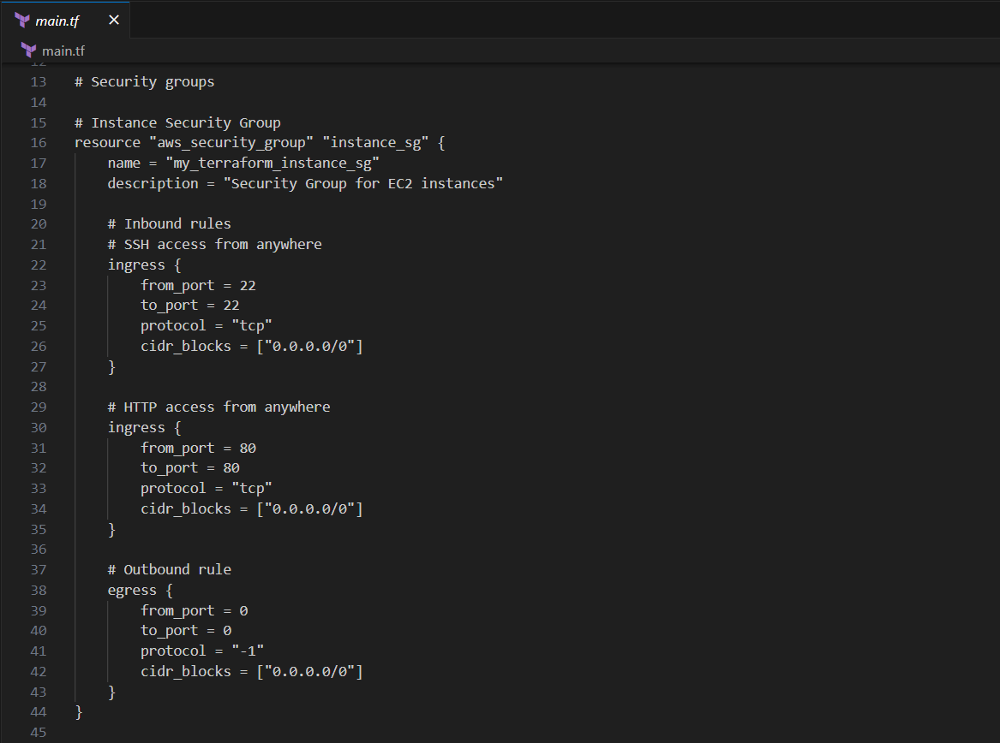 main.tf
main.tf
12
13 # Security groups
14
15 # Instance Security Group
16 resource "aws_security_group" "instance_sg" {
17     name = "my_terraform_instance_sg"
18     description = "Security Group for EC2 instances"
19
20     # Inbound rules
21     # SSH access from anywhere
22     ingress {
23         from_port = 22
24         to_port = 22
25         protocol = "tcp"
26         cidr_blocks = ["0.0.0.0/0"]
27     }
28
29     # HTTP access from anywhere
30     ingress {
31         from_port = 80
32         to_port = 80
33         protocol = "tcp"
34         cidr_blocks = ["0.0.0.0/0"]
35     }
36
37     # Outbound rule
38     egress {
39         from_port = 0
40         to_port = 0
41         protocol = "-1"
42         cidr_blocks = ["0.0.0.0/0"]
43     }
44 }
45